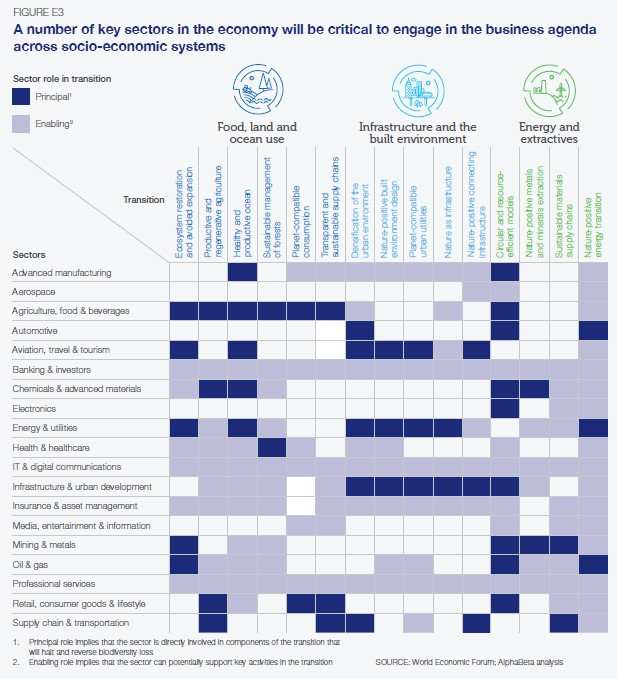 FIGURE E3
A number of key sectors in the economy will be critical to engage in the business agenda
across socio-economic systems
Sector role in transition
Principal¹
Enabling²
Food, land and
ocean use
Infrastructure and the
built environment
Energy and
extractives
Transition
Sectors
Ecosystem restoration
and avoided expansion
Productive and
regenerative agriculture
Healthy and
productive ocean
Sustainable management
of forests
Planet-compatible
consumption
Transparent and
sustainable supply chains
Densification of the
urban environment
Nature-positive built
environment design
Planet-compatible
urban utilities
Nature as infrastructure
Nature-positive connecting
infrastructure
Circular and resource-
efficient models
Nature-positive metals
and minerals extraction
Sustainable materials
supply chains
Nature-positive
energy transition
Advanced manufacturing
Aerospace
Agriculture, food & beverages
Automotive
Aviation, travel & tourism
Banking & investors
Chemicals & advanced materials
Electronics
Energy & utilities
Health & healthcare
IT & digital communications
Infrastructure & urban development
Insurance & asset management
Media, entertainment & information
Mining & metals
Oil & gas
Professional services
Retail, consumer goods & lifestyle
Supply chain & transportation
1. Principal role implies that the sector is directly involved in components of the transition that
will halt and reverse biodiversity loss
2. Enabling role implies that the sector can potentially support key activities in the transition
SOURCE: World Economic Forum; AlphaBeta analysis